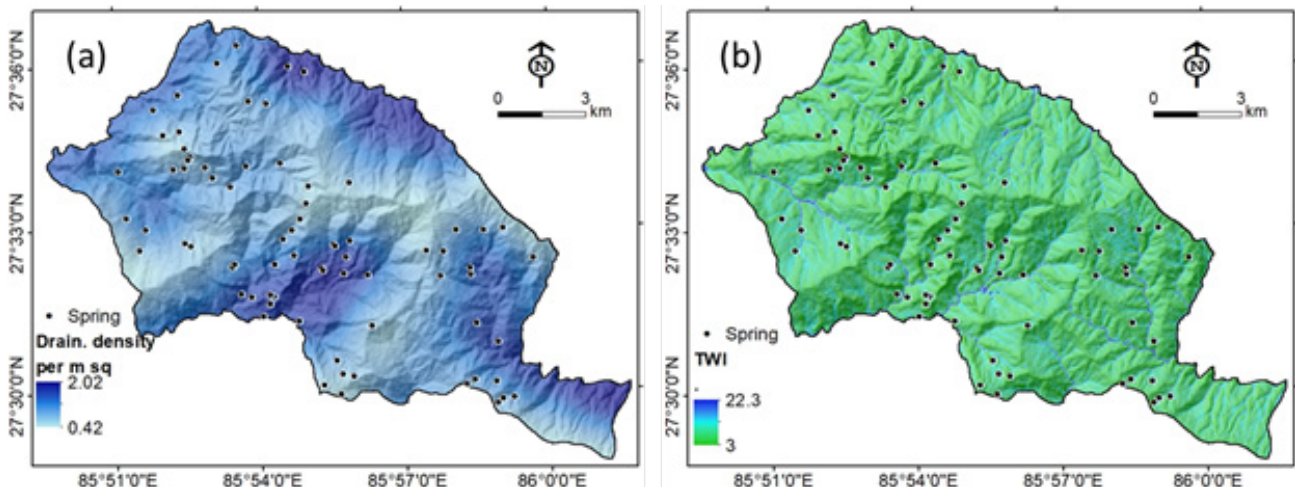 (a)
N
0 3
km
27°36'0"N
27°33'0"N
27°30'0"N
Spring
Drain. density
per m sq
2.02
0.42
85°51'0"E 85°54'0"E 85°57'0"E 86°0'0"E
(b)
N
0 3
km
27°36'0"N
27°33'0"N
27°30'0"N
Spring
TWI
22.3
3
85°51'0"E 85°54'0"E 85°57'0"E 86°0'0"E